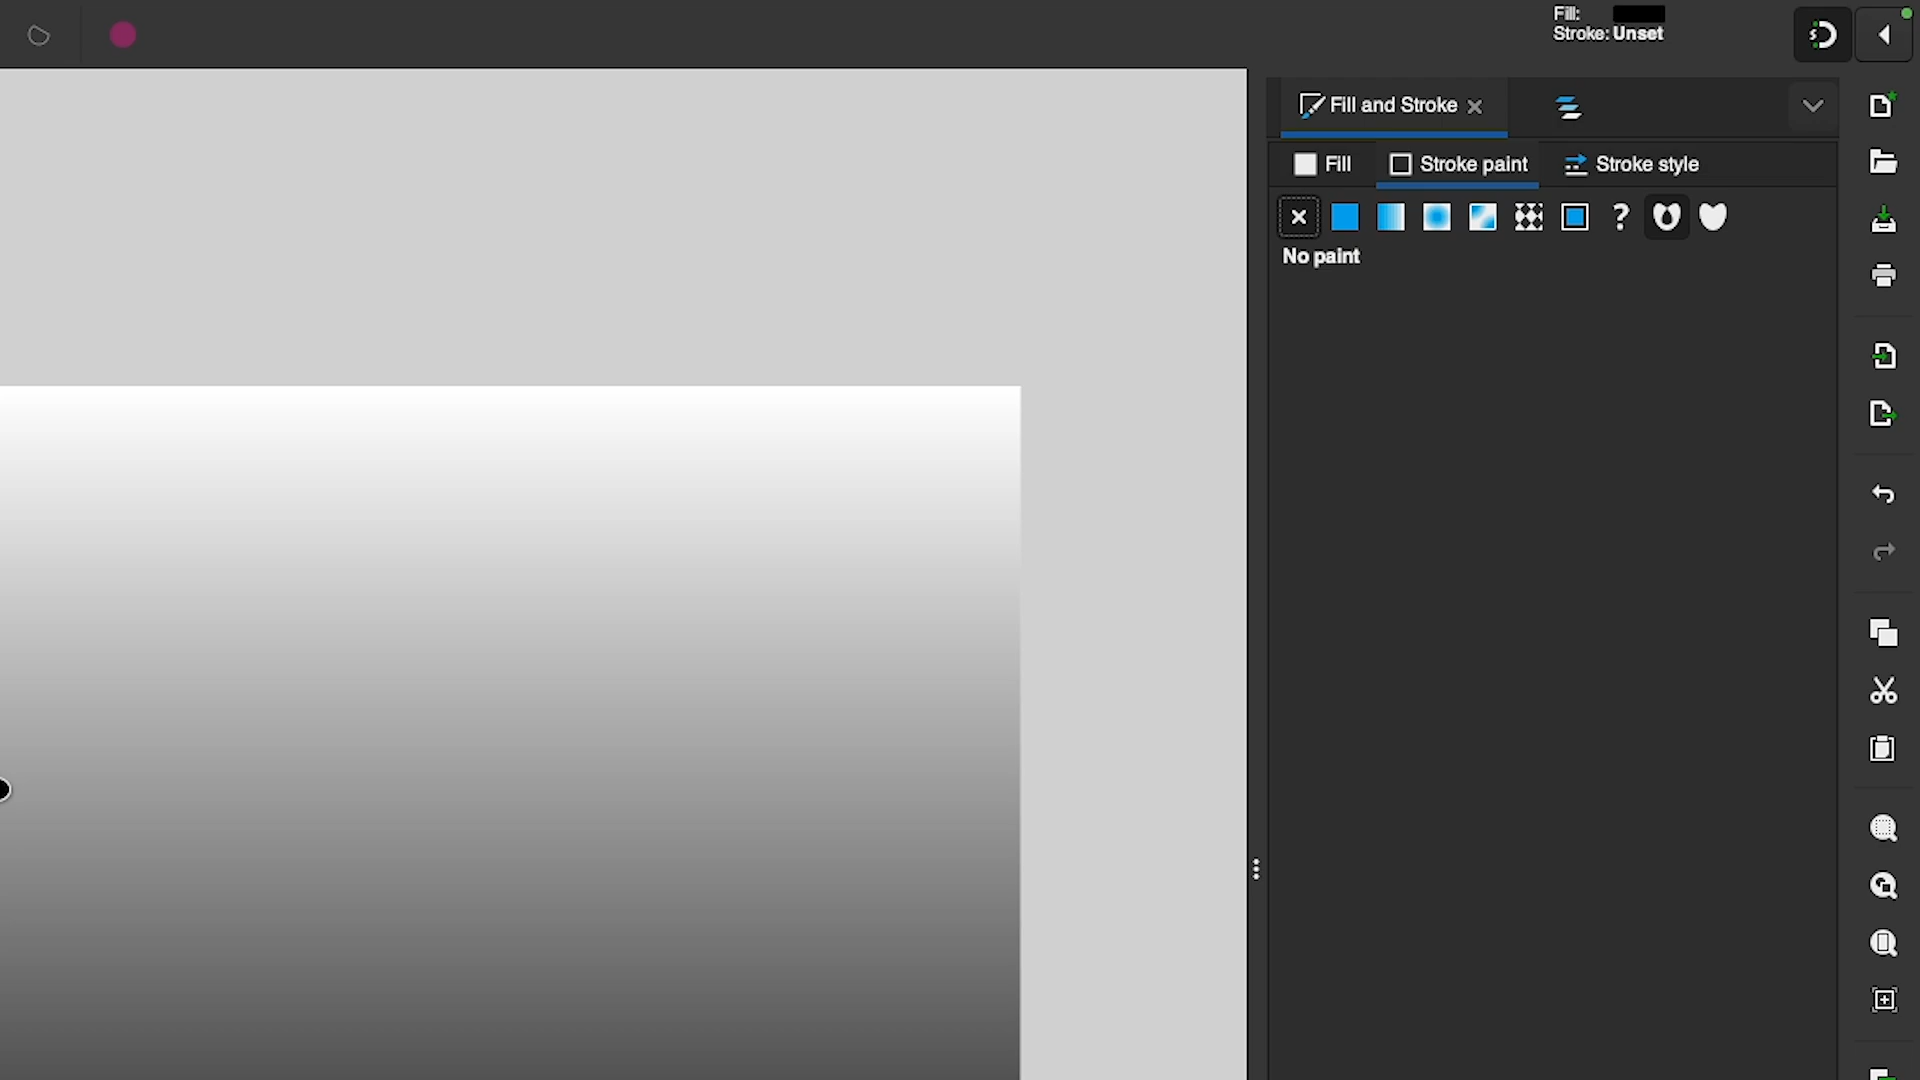 Fill:
Stroke: Unset
Fill and Stroke
Fill
Stroke paint
Stroke style
No paint